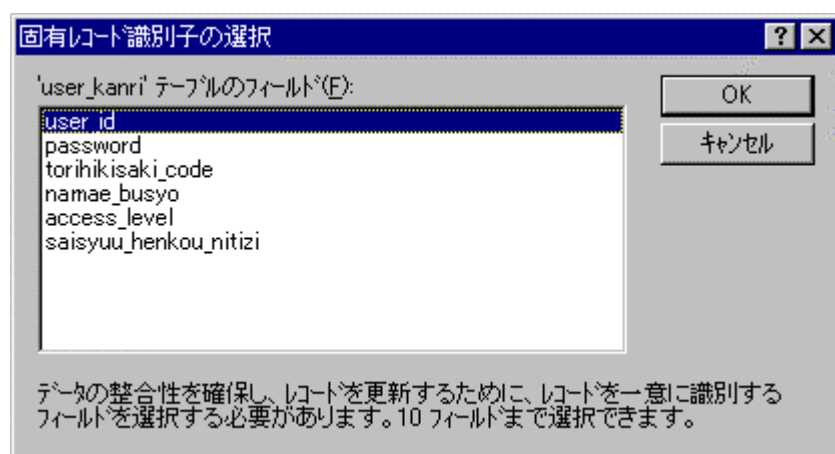 固有ﾚｺｰﾄﾞ識別子の選択
'user_kanri' ﾃｰﾌﾞﾙのﾌｨｰﾙﾄﾞ(F):
OK
user_id
キャンセル
password
torihikisaki_code
namae_busyo
access_level
saisyuu_henkou_nitizi
ﾃﾞｰﾀの整合性を確保し、ﾚｺｰﾄﾞを更新するために、ﾚｺｰﾄﾞを一意に識別する
ﾌｨｰﾙﾄﾞを選択する必要があります。10 ﾌｨｰﾙﾄﾞまで選択できます。